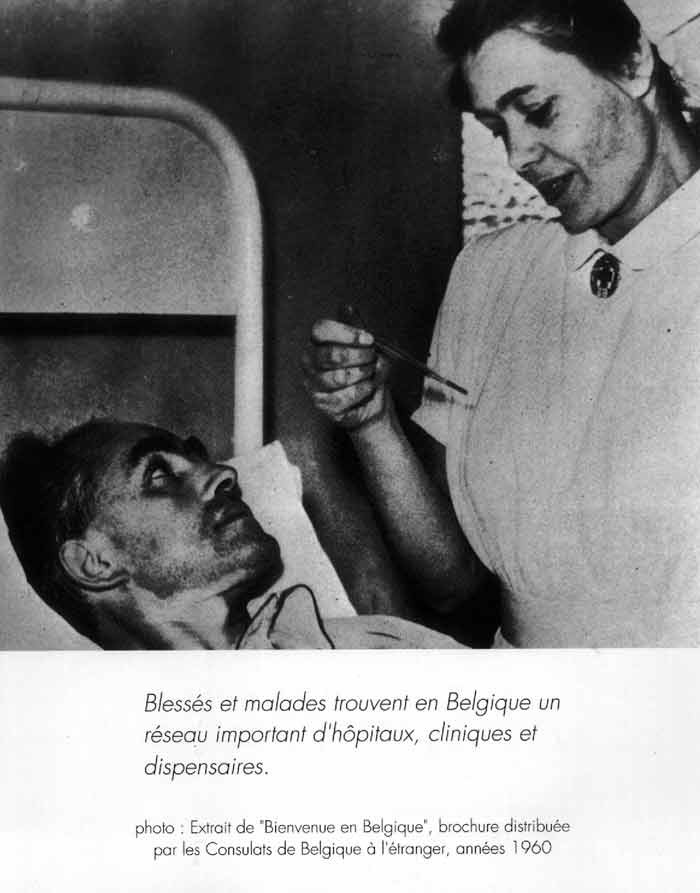 Blessés et malades trouvent en Belgique un
réseau important d'hôpitaux, cliniques et
dispensaires.
photo : Extrait de "Bienvenue en Belgique", brochure distribuée
par les Consulats de Belgique à l'étranger, années 1960